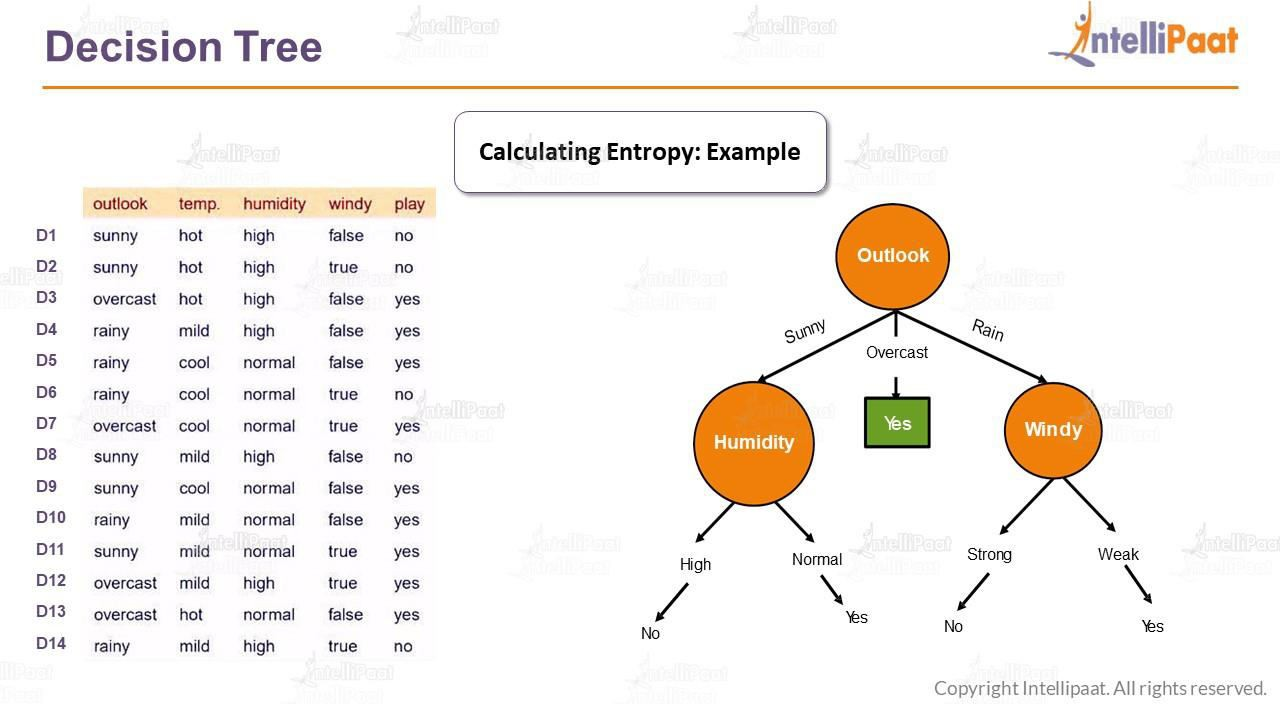 Decision Tree
IntelliPaat
Calculating Entropy: Example
outlook temp. humidity windy play
D1 sunny hot high false no
D2 sunny hot high true no
D3 overcast hot high false yes
D4 rainy mild high false yes
D5 rainy cool normal false yes
D6 rainy cool normal true no
D7 overcast cool normal true yes
D8 sunny mild high false no
D9 sunny cool normal false yes
D10 rainy mild normal false yes
D11 sunny mild normal true yes
D12 overcast mild high true yes
D13 overcast hot normal false yes
D14 rainy mild high true no
Outlook
Sunny
Overcast
Rain
Humidity
Yes
Windy
High
Normal
Strong
Weak
No
Yes
No
Yes
Copyright Intellipaat. All rights reserved.